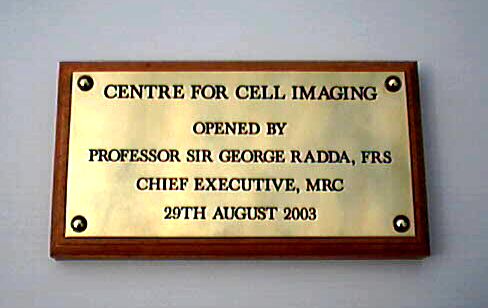 CENTRE FOR CELL IMAGING
OPENED BY
PROFESSOR SIR GEORGE RADDA, FRS
CHIEF EXECUTIVE, MRC
29TH AUGUST 2003